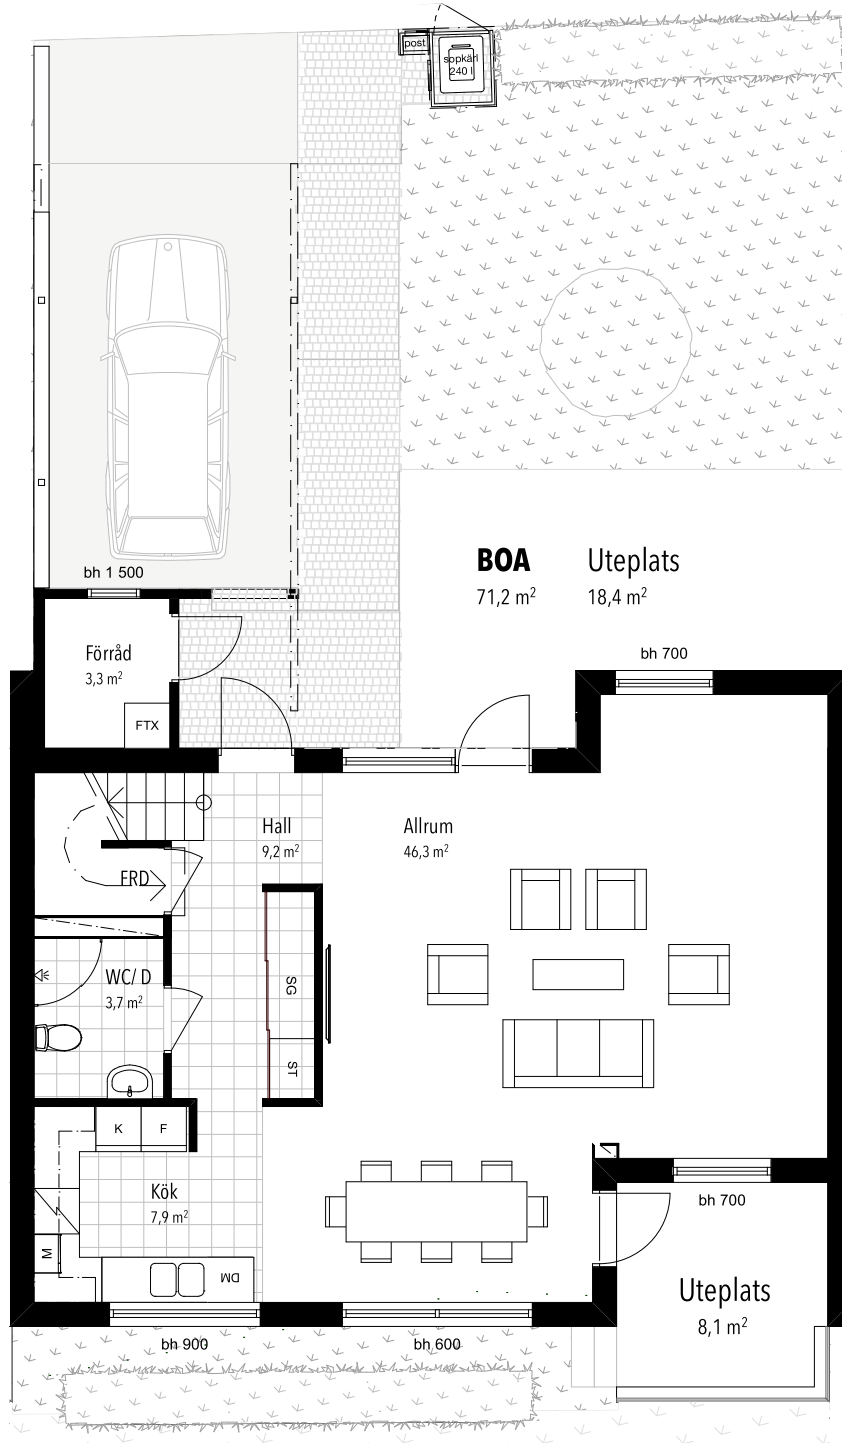 post
sopkärl
240 l
bh 1 500
BOA
71,2 m²
Uteplats
18,4 m²
Förråd
3,3 m²
bh 700
FTX
Hall
9,2 m²
Allrum
46,3 m²
FRD
WC/ D
3,7 m²
SG
ST
K
F
Kök
7,9 m²
M
DM
bh 700
Uteplats
8,1 m²
bh 900
bh 600